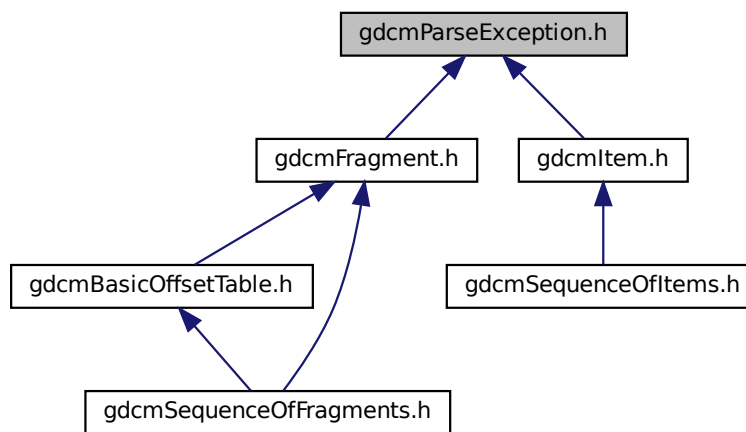 gdcmParseException.h
gdcmFragment.h
gdcmItem.h
gdcmBasicOffsetTable.h
gdcmSequenceOfItems.h
gdcmSequenceOfFragments.h